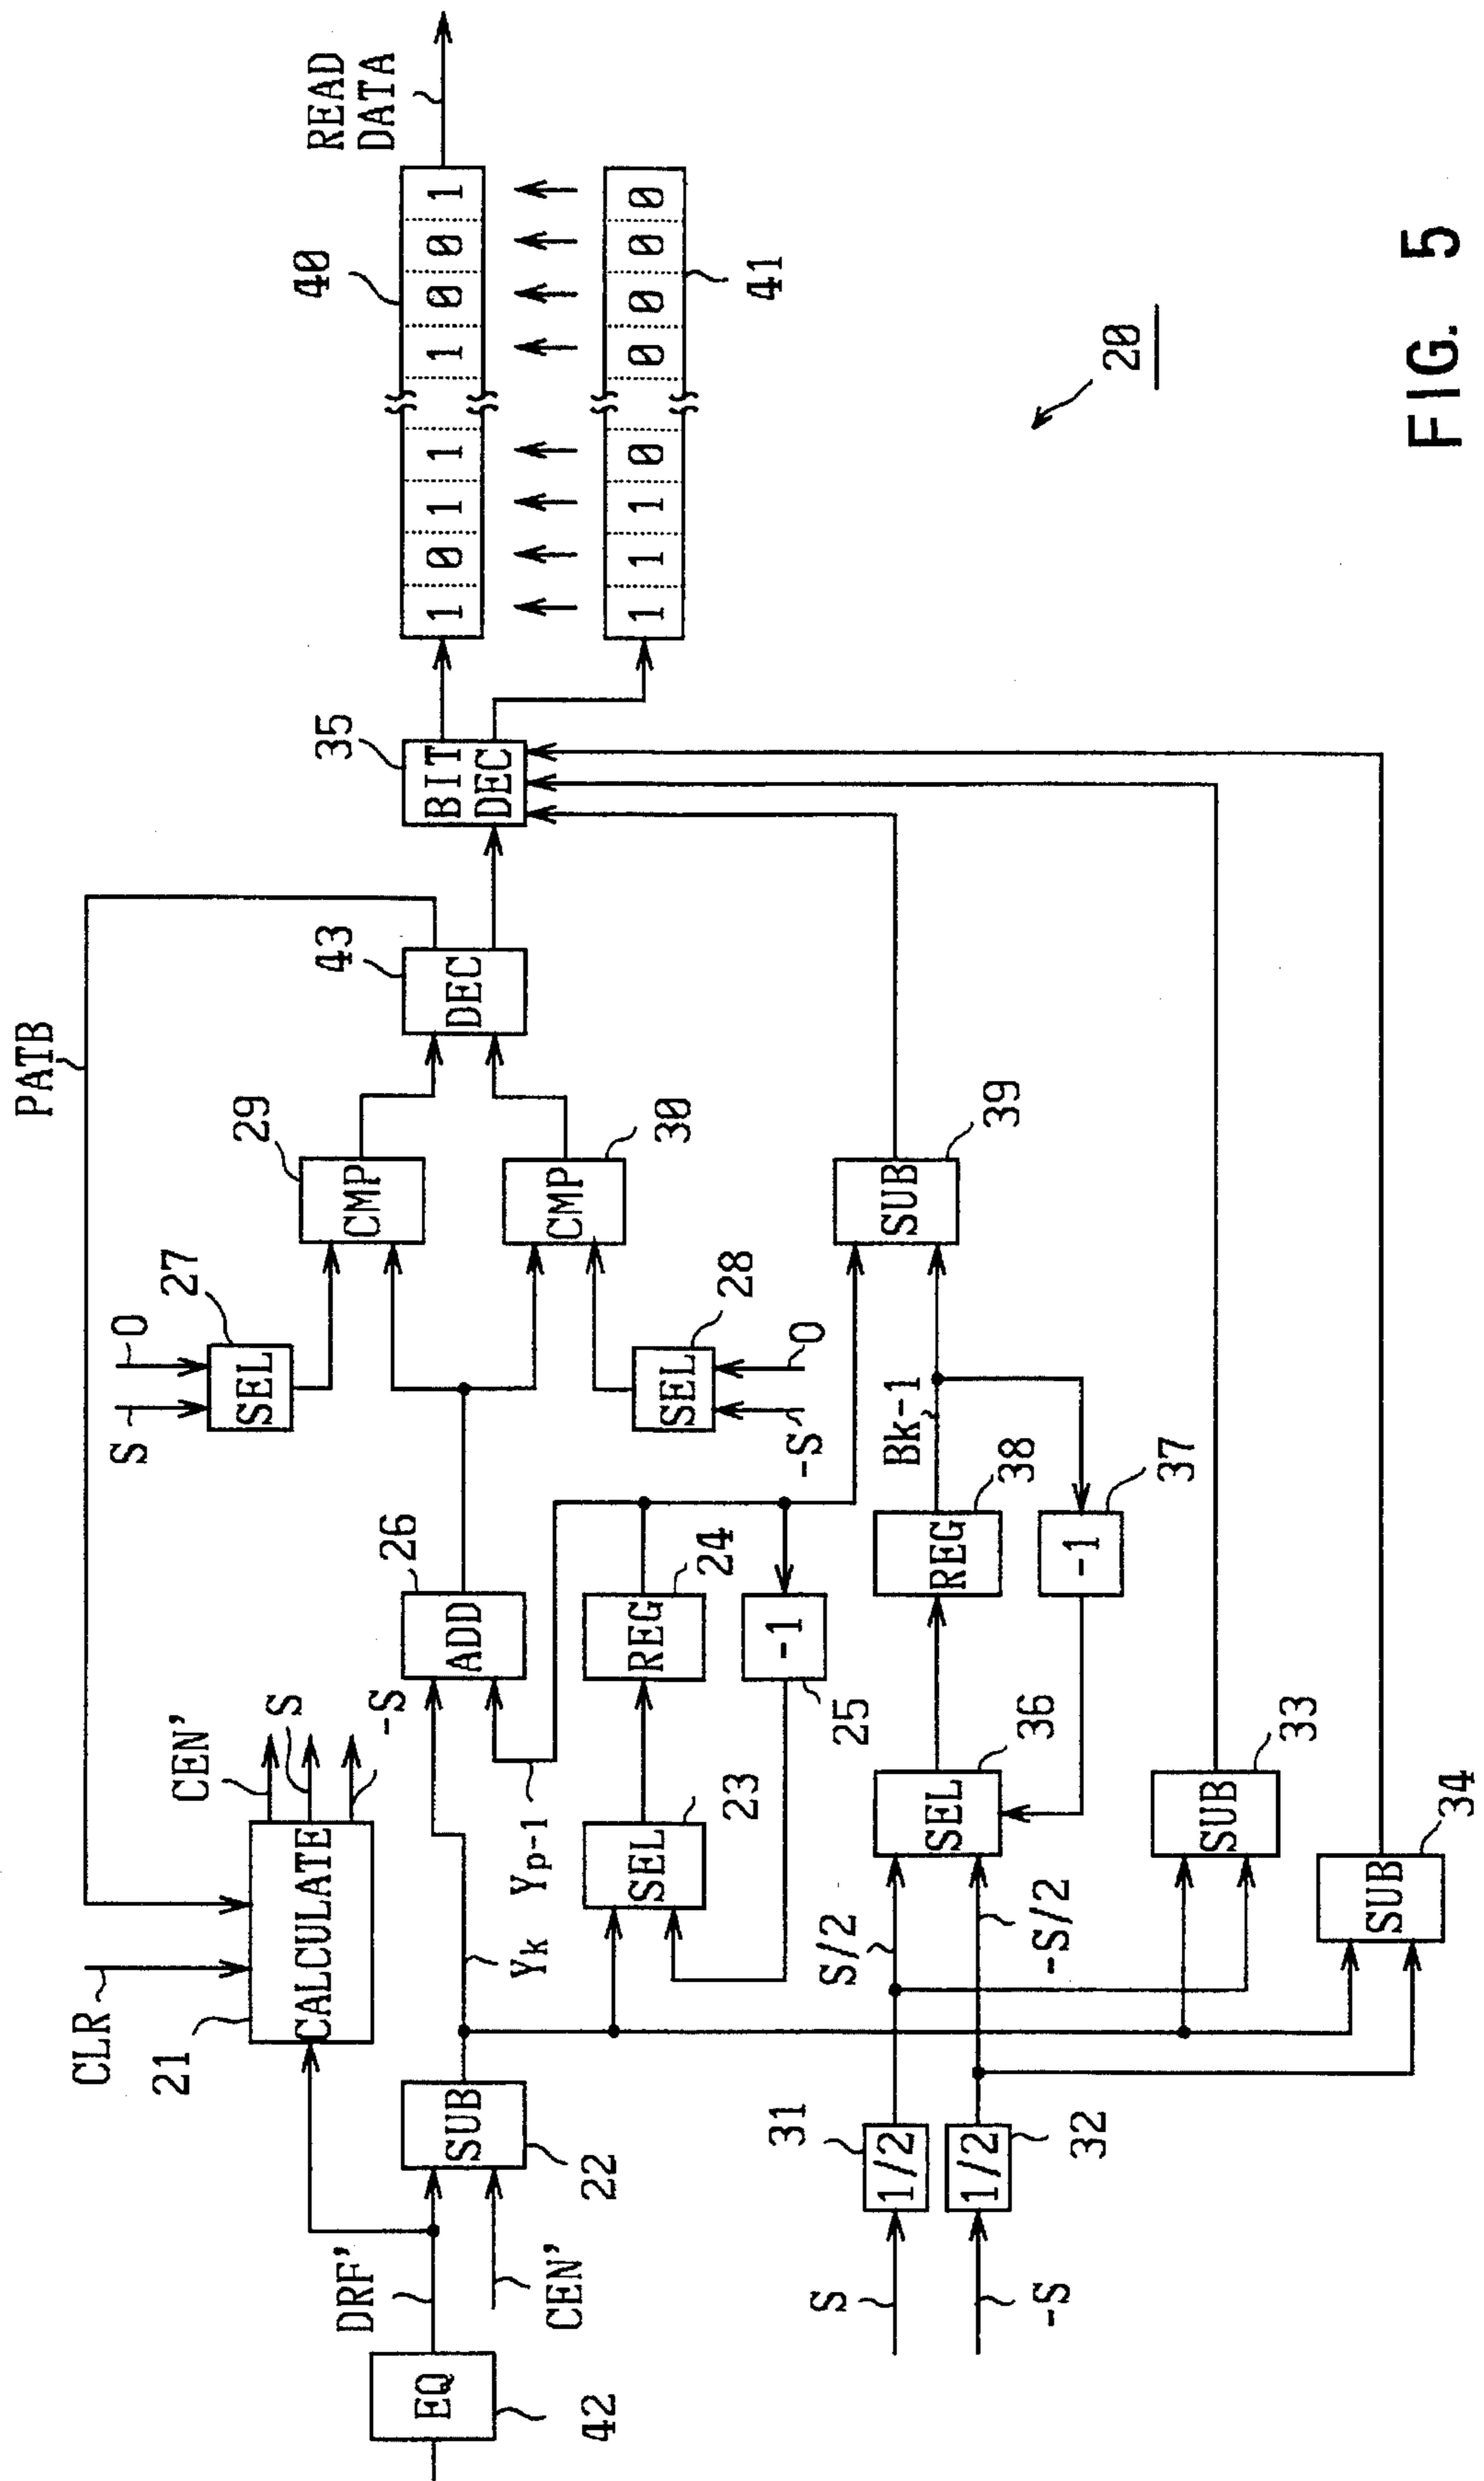 READ
DATA
40
1 0 1 1 1 0 0 1
1 1 1 0 0 0 0 0
41
35
BIT
DEC
PATB
43
DEC
29
CMP
30
CMP
39
SUB
27
S
O
SEL
28
SEL
-S
O
Bk-1
26
ADD
24
REG
25
-1
38
REG
37
-1
CEN'
S
-S
CLR
21
CALCULATE
Yk
Yp-1
23
SEL
36
SEL
33
SUB
34
SUB
S/2
-S/2
22
SUB
31
1/2
32
1/2
DRF'
CEN'
S
-S
EQ
42
20
FIG. 5